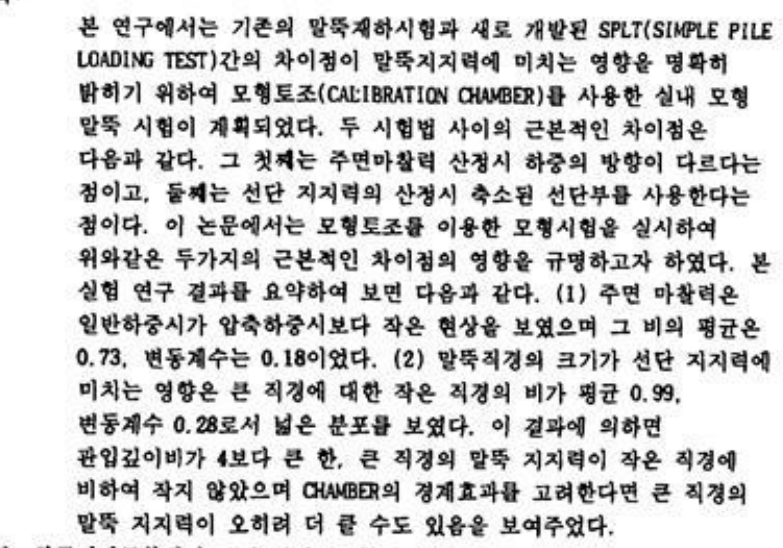 본 연구에서는 기존의 말뚝재하시험과 새로 개발된 SPLT(SIMPLE PILE
LOADING TEST)간의 차이점이 말뚝지지력에 미치는 영향을 명확히
밝히기 위하여 모형토조(CALIBRATION CHAMBER)를 사용한 실내 모형
말뚝 시험이 계획되었다. 두 시험법 사이의 근본적인 차이점은
다음과 같다. 그 첫째는 주면마찰력 산정시 하중의 방향이 다르다는
점이고, 둘째는 선단 지지력의 산정시 축소된 선단부를 사용한다는
점이다. 이 논문에서는 모형토조를 이용한 모형시험을 실시하여
위와같은 두가지의 근본적인 차이점의 영향을 규명하고자 하였다. 본
실험 연구 결과를 요약하여 보면 다음과 같다. (1) 주면 마찰력은
일반하중시가 압축하중시보다 작은 현상을 보였으며 그 비의 평균은
0.73, 변동계수는 0.18이었다. (2) 말뚝직경의 크기가 선단 지지력에
미치는 영향은 큰 직경에 대한 작은 직경의 비가 평균 0.99,
변동계수 0.28로서 넓은 분포를 보였다. 이 결과에 의하면
관입깊이비가 4보다 큰 한, 큰 직경의 말뚝 지지력이 작은 직경에
비하여 작지 않았으며 CHAMBER의 경계효과를 고려한다면 큰 직경의
말뚝 지지력이 오히려 더 클 수도 있음을 보여주었다.